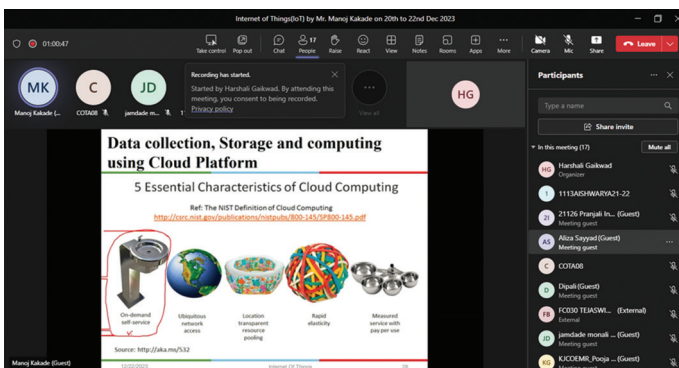 Internet of Things(IoT) by Mr. Manoj Kakade on 20th to 22nd Dec 2023
01:00:47
Take control
Pop out
Chat
17
People
Raise
React
View
Notes
Rooms
Apps
More
Camera
Mic
Share
Leave
MK
Manoj Kakade (...
C
COTA08
JD
jamdade m...
Recording has started.
Started by Harshali Gaikwad. By attending this
meeting, you consent to being recorded.
Privacy policy
View all
HG
Data collection, Storage and computing
using Cloud Platform
5 Essential Characteristics of Cloud Computing
Ref: The NIST Definition of Cloud Computing
http://csrc.nist.gov/publications/nistpubs/800-145/SP800-145.pdf
On-demand
self-service
Ubiquitous
network
access
Location
transparent
resource
pooling
Rapid
elasticity
Measured
service with
pay per use
Source: http://aka.ms/532
12/22/2023
Internet Of Things
Manoj Kakade (Guest)
Participants
Type a name
Share invite
In this meeting (17)
Mute all
HG
Harshali Gaikwad
Organizer
1
1113AISHWARYA21-22
21
21126 Pranjali In... (Guest)
Meeting guest
AS
Aliza Sayyad (Guest)
Meeting guest
C
COTA08
D
Dipali (Guest)
Meeting guest
FB
FC030 TEJASWI... (External)
External
JD
jamdade monali ... (Guest)
Meeting guest
KG
KJCOEMR_Pooja ... (Guest)
Meeting guest